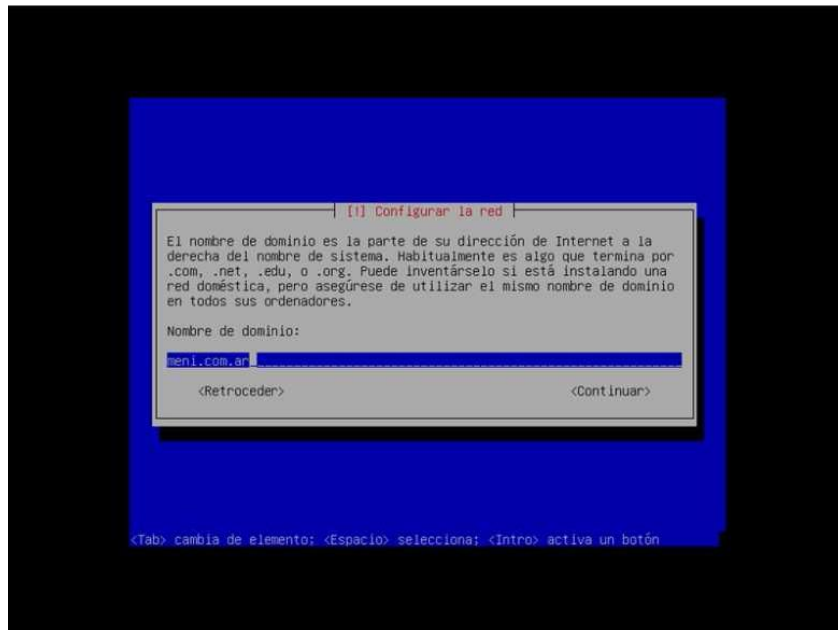 [!] Configurar la red
El nombre de dominio es la parte de su dirección de Internet a la
derecha del nombre de sistema. Habitualmente es algo que termina por
.com, .net, .edu, o .org. Puede inventárselo si está instalando una
red doméstica, pero asegúrese de utilizar el mismo nombre de dominio
en todos sus ordenadores.
Nombre de dominio:
meni.com.ar
<Retroceder> <Continuar>
<Tab> cambia de elemento; <Espacio> selecciona; <Intro> activa un botón